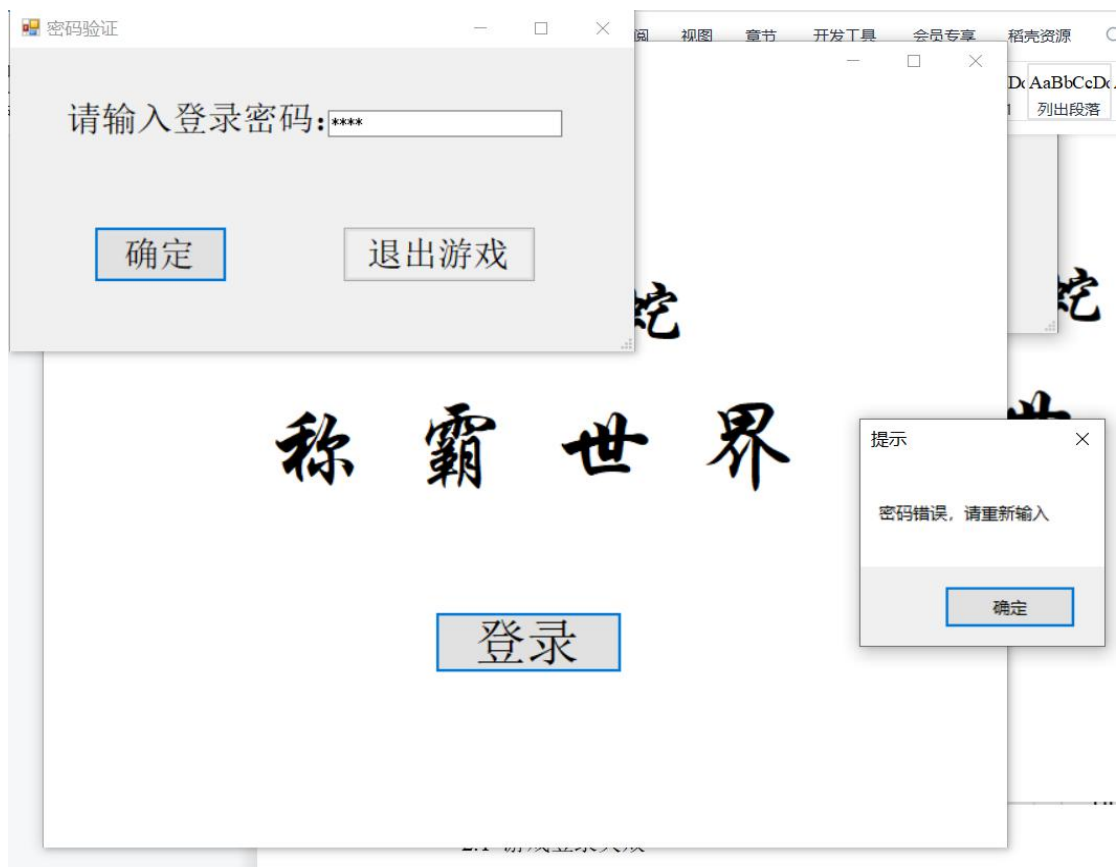 密码验证
视图 章节 开发工具 会员专享 稻壳资源
AaBbCcDc
列出段落
请输入登录密码:****
确定 退出游戏
蛇
蛇
称霸世界
世
提示
密码错误，请重新输入
确定
登录